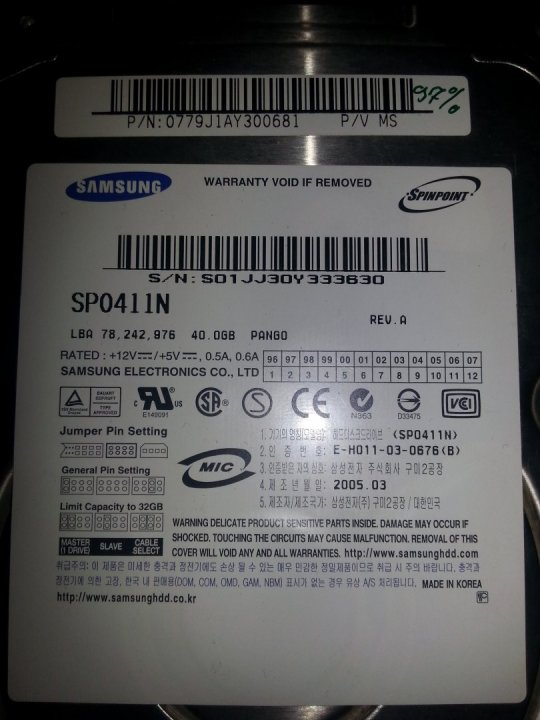 97%
P/N:0779J1AY300681 P/V MS
SAMSUNG WARRANTY VOID IF REMOVED SPINPOINT
S/N:S01JJ30Y333630
SP0411N
REV.A
LBA 78,242,976 40.0GB PANGO
RATED : +12V /+5V , 0.5A, 0.6A
SAMSUNG ELECTRONICS CO., LTD
96 97 98 99 00 01 02 03 04 05 06 07
1 2 3 4 5 6 7 8 9 10 11 12
c us E149091 N363 D33475 VCI
Jumper Pin Setting
General Pin Setting
Limit Capacity to 32GB
MASTER (1 DRIVE) SLAVE CABLE SELECT
MIC
1. 기기의 명칭(모델명): 하드디스크드라이브 (SP0411N)
2. 인 증 번 호: E-H011-03-0676(B)
3. 인증받은 자의 상호: 삼성전자 주식회사 구미2공장
4. 제 조 년 월 일: 2005.03
5. 제조자/제조국가: 삼성전자(주) 구미2공장 / 대한민국
WARNING DELICATE PRODUCT SENSITIVE PARTS INSIDE. DAMAGE MAY OCCUR IF
SHOCKED. TOUCHING THE CIRCUITS MAY CAUSE MALFUNCTION. REMOVAL OF THIS
COVER WILL VOID ANY AND ALL WARRANTIES. http://www.samsunghdd.com
취급주의: 이 제품은 미세한 충격과 정전기에도 손상 될 수 있는 매우 민감한 정밀제품이므로 취급 시 주의 바랍니다. 충격과
정전기에 의한 고장, 한국 내 판매용(DOM, COM, OMD, GAM, NBM) 표시가 없는 경우 유상 A/S 처리됩니다. MADE IN KOREA
http://www.samsunghdd.co.kr